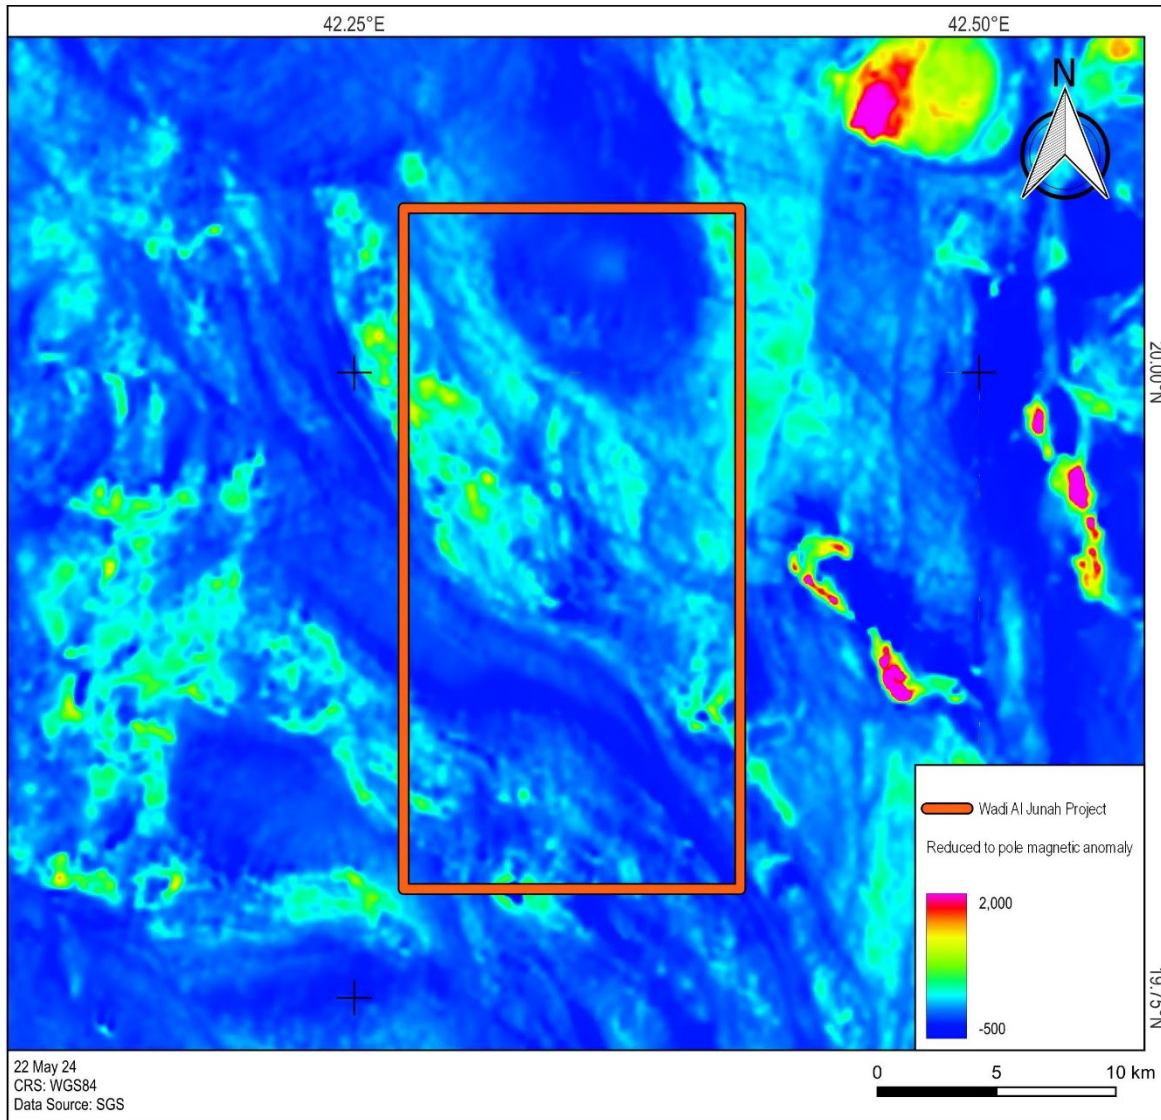 42.25°E
42.50°E
N
20.00°N
19.75°N
Wadi Al Junah Project
Reduced to pole magnetic anomaly
2,000
-500
22 May 24
CRS: WGS84
Data Source: SGS
0 5 10 km